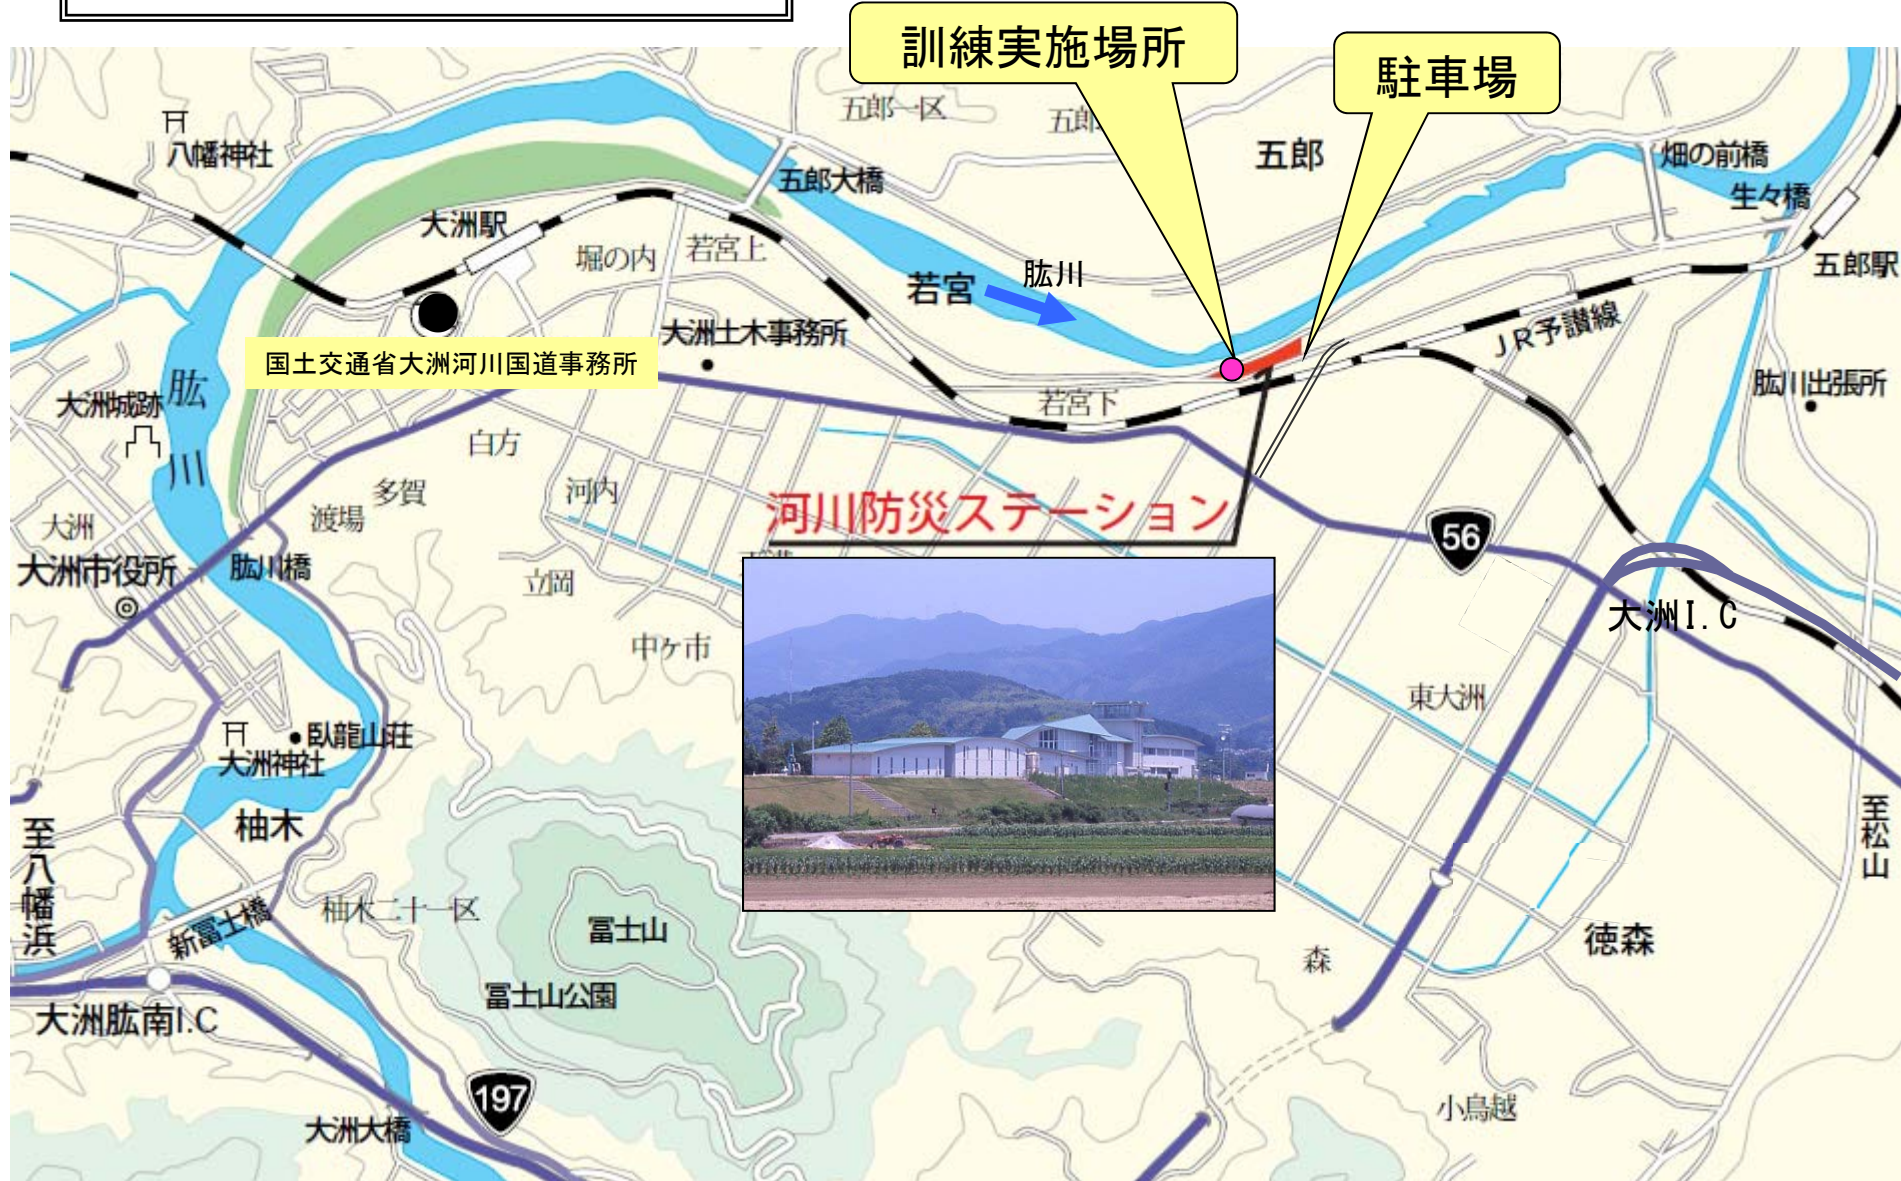 訓練実施場所
駐車場
五郎一区
五郎
八幡神社
五郎大橋
五郎
畑の前橋
生々橋
大洲駅
堀の内
若宮上
若宮
肱川
五郎駅
大洲土木事務所
JR予讃線
国土交通省大洲河川国道事務所
肱川
大洲城跡
若宮下
肱川出張所
白方
多賀
河内
渡場
河川防災ステーション
56
大洲
大洲市役所
肱川橋
立岡
大洲I.C
中ケ市
東大洲
臥龍山荘
大洲神社
柚木
至八幡浜
至松山
柚木二十一区
新冨士橋
冨士山
徳森
森
冨士山公園
大洲肱南I.C
197
大洲大橋
小鳥越